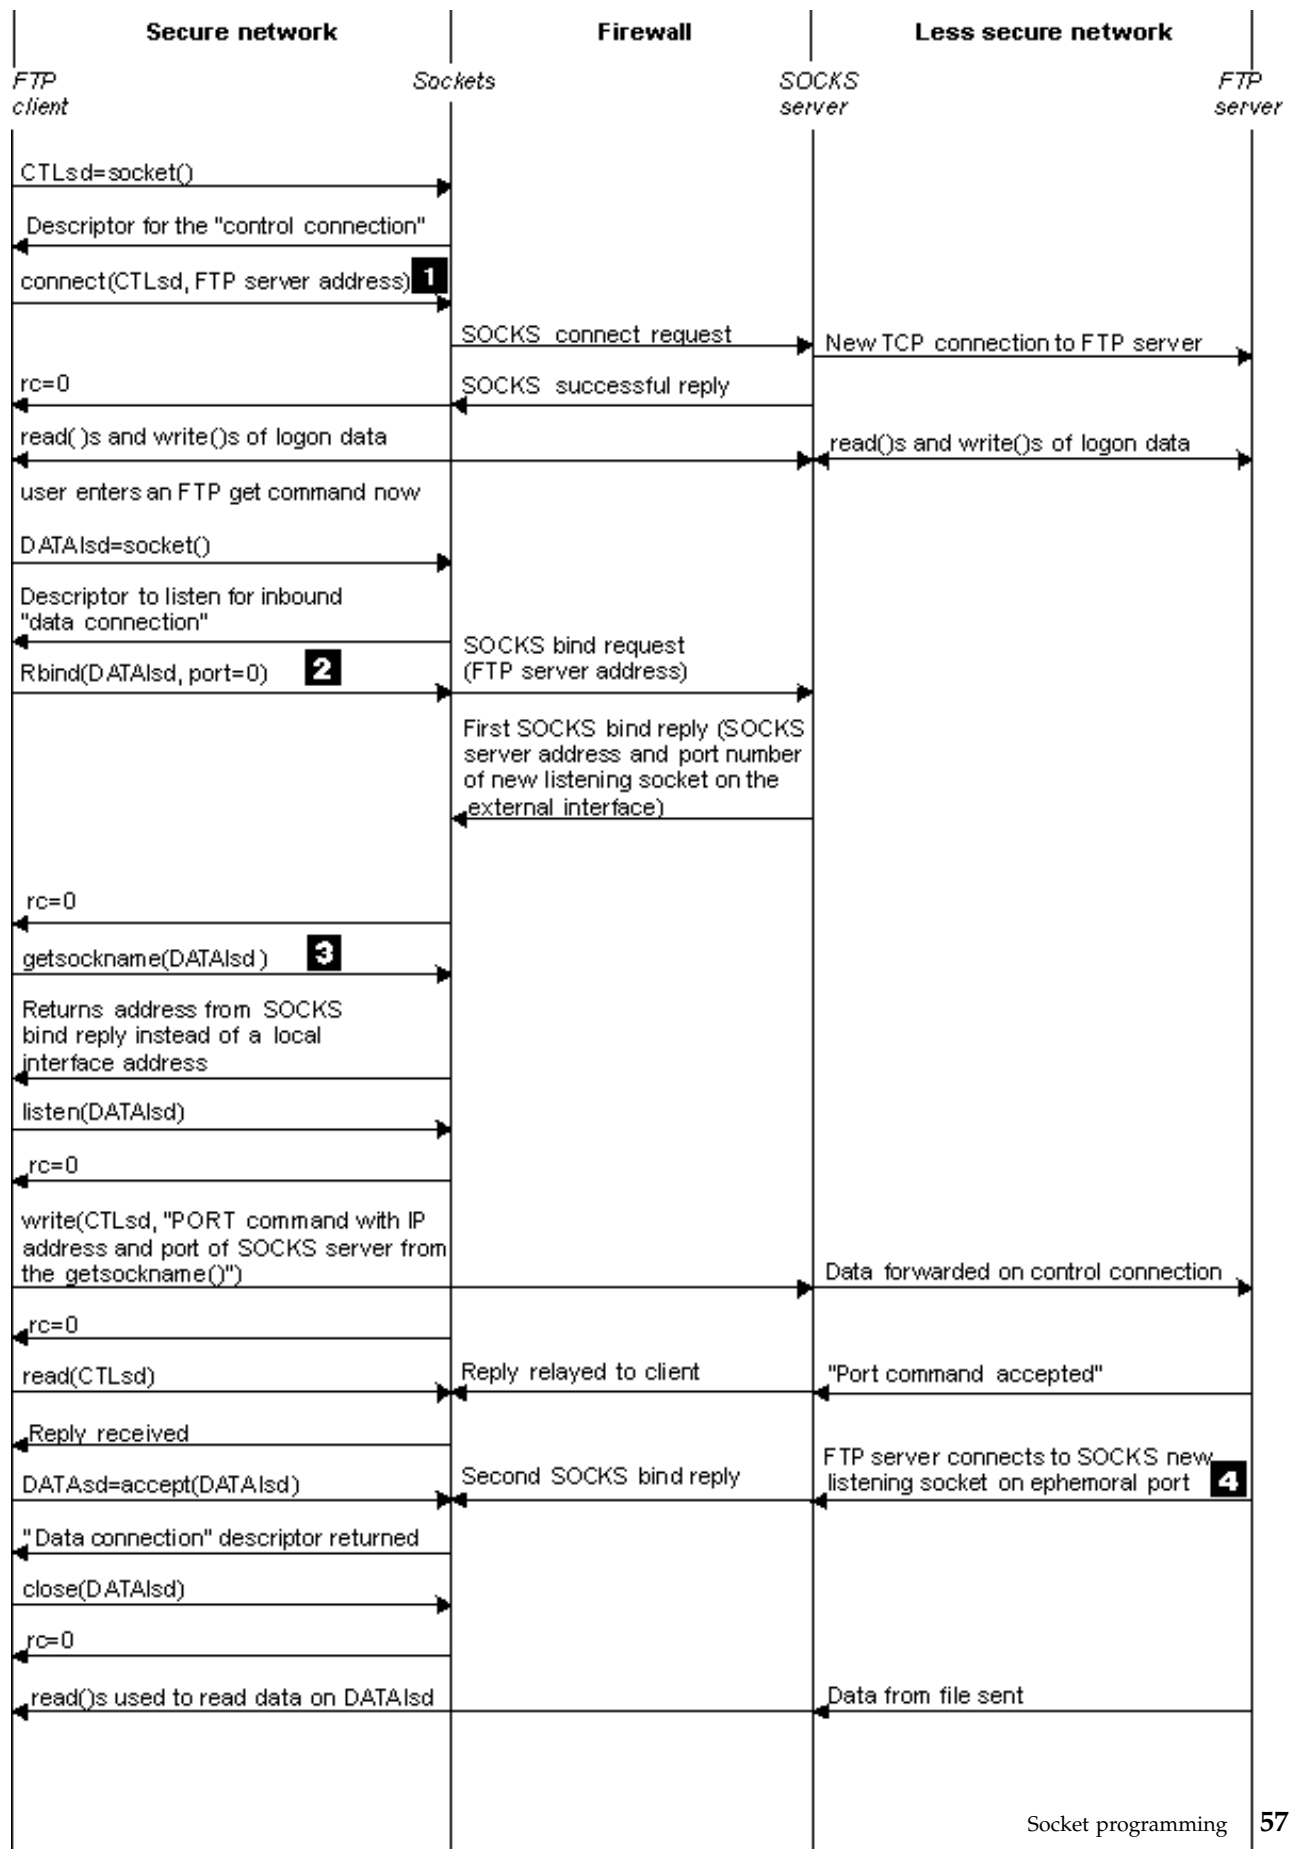 Secure network
Firewall
Less secure network
FTP
client
Sockets
SOCKS
server
FTP
server
CTLsd=socket()
Descriptor for the "control connection"
connect(CTLsd, FTP server address) 1
SOCKS connect request
New TCP connection to FTP server
rc=0
SOCKS successful reply
read( )s and write()s of logon data
read()s and write()s of logon data
user enters an FTP get command now
DATAlsd=socket()
Descriptor to listen for inbound
"data connection"
SOCKS bind request
(FTP server address)
Rbind(DATAlsd, port=0) 2
First SOCKS bind reply (SOCKS
server address and port number
of new listening socket on the
external interface)
rc=0
getsockname(DATAlsd ) 3
Returns address from SOCKS
bind reply instead of a local
interface address
listen(DATAlsd)
rc=0
write(CTLsd, "PORT command with IP
address and port of SOCKS server from
the getsockname()")
Data forwarded on control connection
rc=0
read(CTLsd)
Reply relayed to client
"Port command accepted"
Reply received
FTP server connects to SOCKS new
listening socket on ephemoral port 4
DATAsd=accept(DATAlsd)
Second SOCKS bind reply
"Data connection" descriptor returned
close(DATAlsd)
rc=0
read()s used to read data on DATAlsd
Data from file sent
Socket programming 57